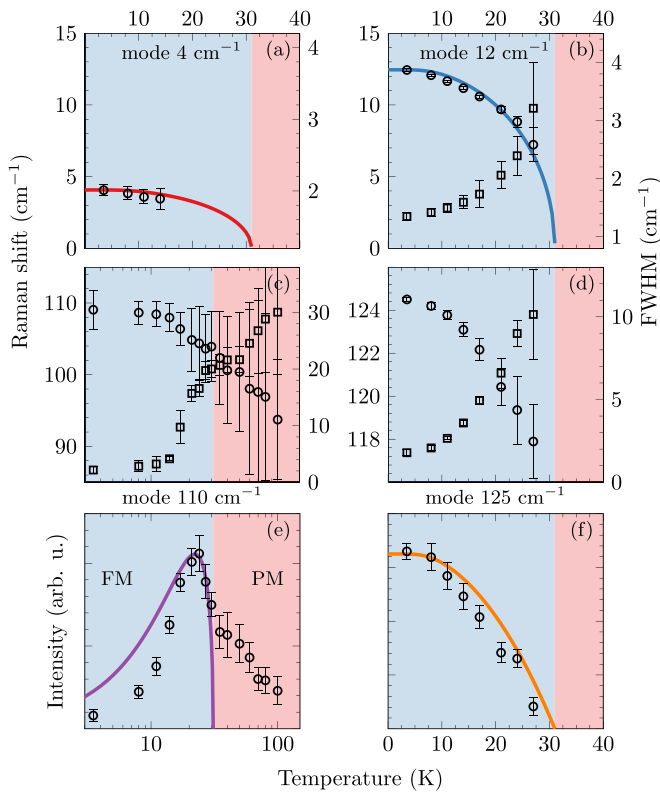 0 10 20 30 40 0 10 20 30 40
mode 4 cm⁻¹ (a) mode 12 cm⁻¹ (b)
15 10 5 0
4 3 2
15 10 5 0
4 3 2 1
Raman shift (cm⁻¹)
FWHM (cm⁻¹)
(c) (d)
110 100 90
30 20 10 0
124 122 120 118
10 5 0
mode 110 cm⁻¹ mode 125 cm⁻¹
(e) (f)
Intensity (arb. u.)
FM PM
10 100 0 10 20 30 40
Temperature (K)